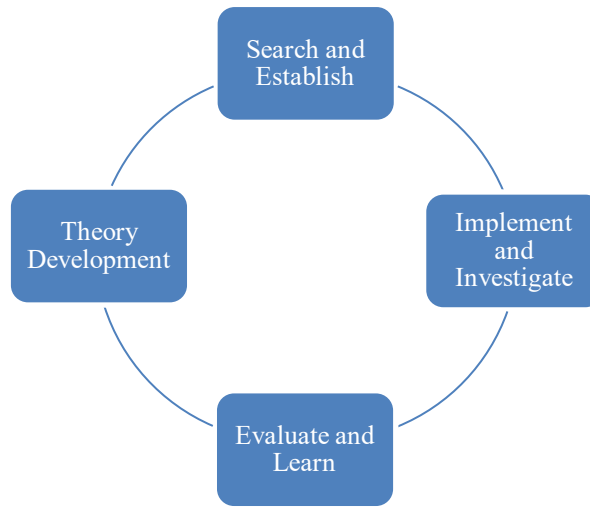 Search and
Establish
Implement
and
Investigate
Evaluate and
Learn
Theory
Development